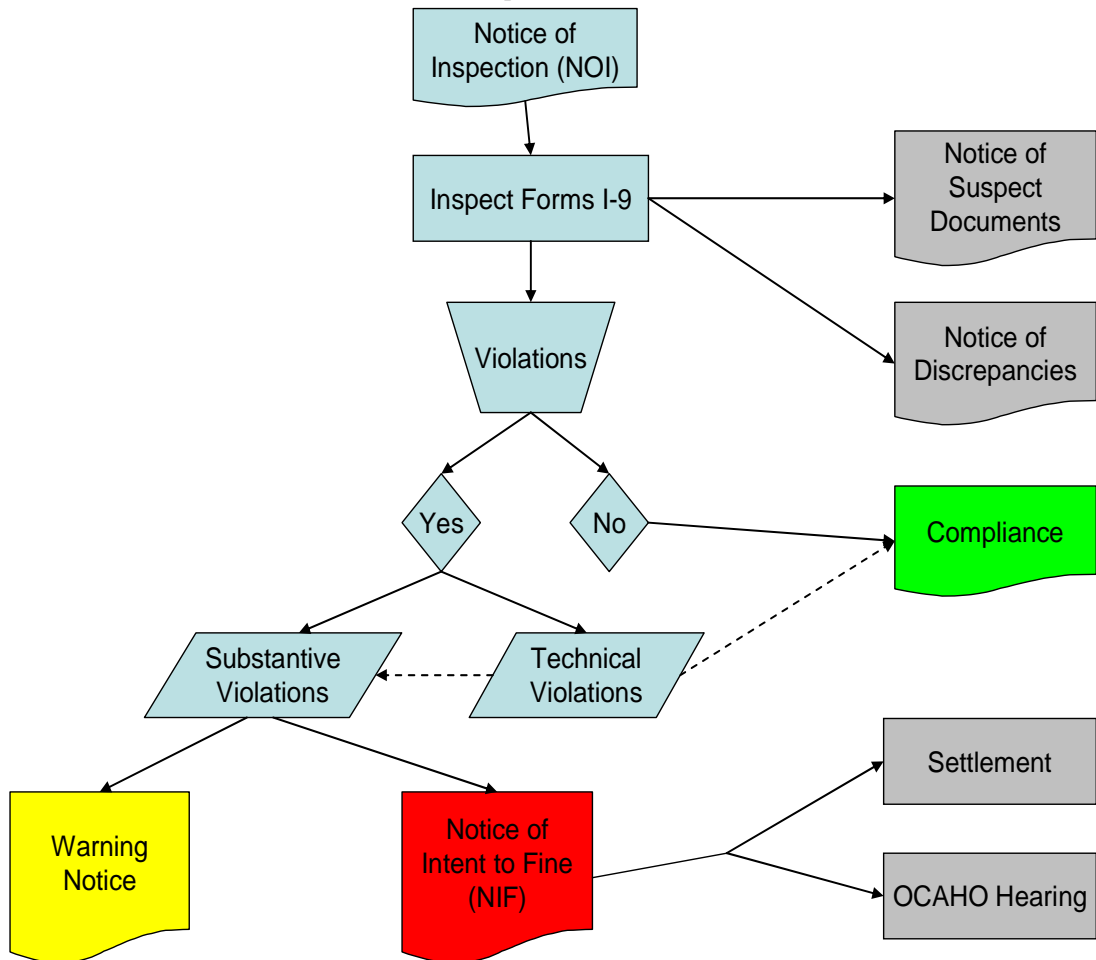 Notice of
Inspection (NOI)
Inspect Forms I-9
Notice of
Suspect
Documents
Violations
Notice of
Discrepancies
Yes
No
Compliance
Substantive
Violations
Technical
Violations
Warning
Notice
Notice of
Intent to Fine
(NIF)
Settlement
OCAHO Hearing